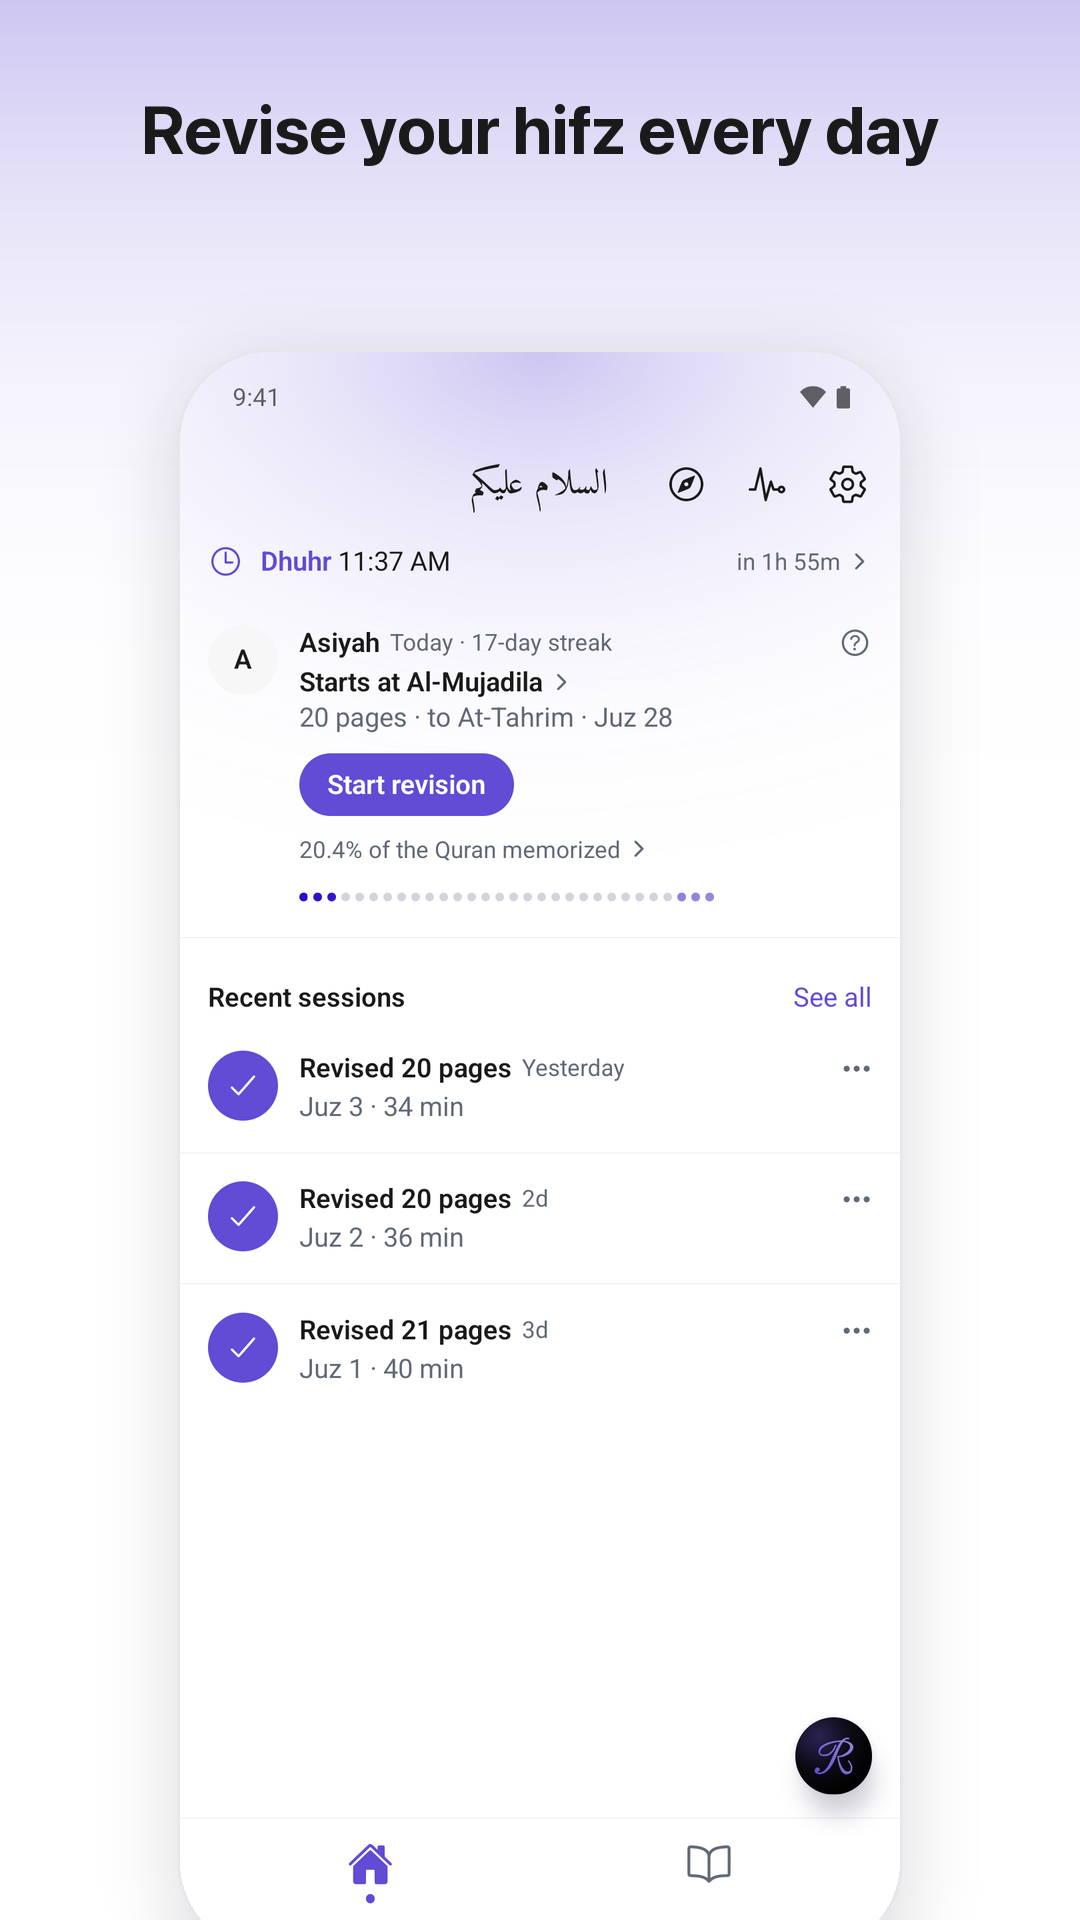 Revise your hifz every day
9:41
السلام عليكم
Dhuhr 11:37 AM in 1h 55m
A
Asiyah Today · 17-day streak
Starts at Al-Mujadila
20 pages · to At-Tahrim · Juz 28
Start revision
20.4% of the Quran memorized
Recent sessions See all
Revised 20 pages Yesterday
Juz 3 · 34 min
Revised 20 pages 2d
Juz 2 · 36 min
Revised 21 pages 3d
Juz 1 · 40 min
R